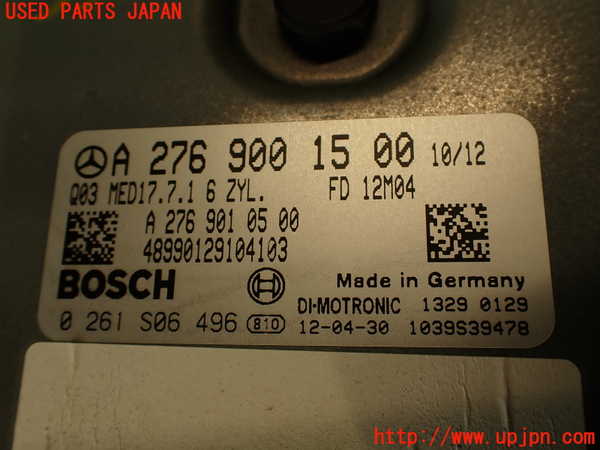 USED PARTS JAPAN
A 276 900 15 00 10/12
Q03 MED17.7.1 6 ZYL. FD 12M04
A 276 901 05 00
48990129104103
BOSCH Made in Germany
DI-MOTRONIC 1329 0129
0 261 S06 496 810 12-04-30 1039S39478
http://www.upjpn.com/